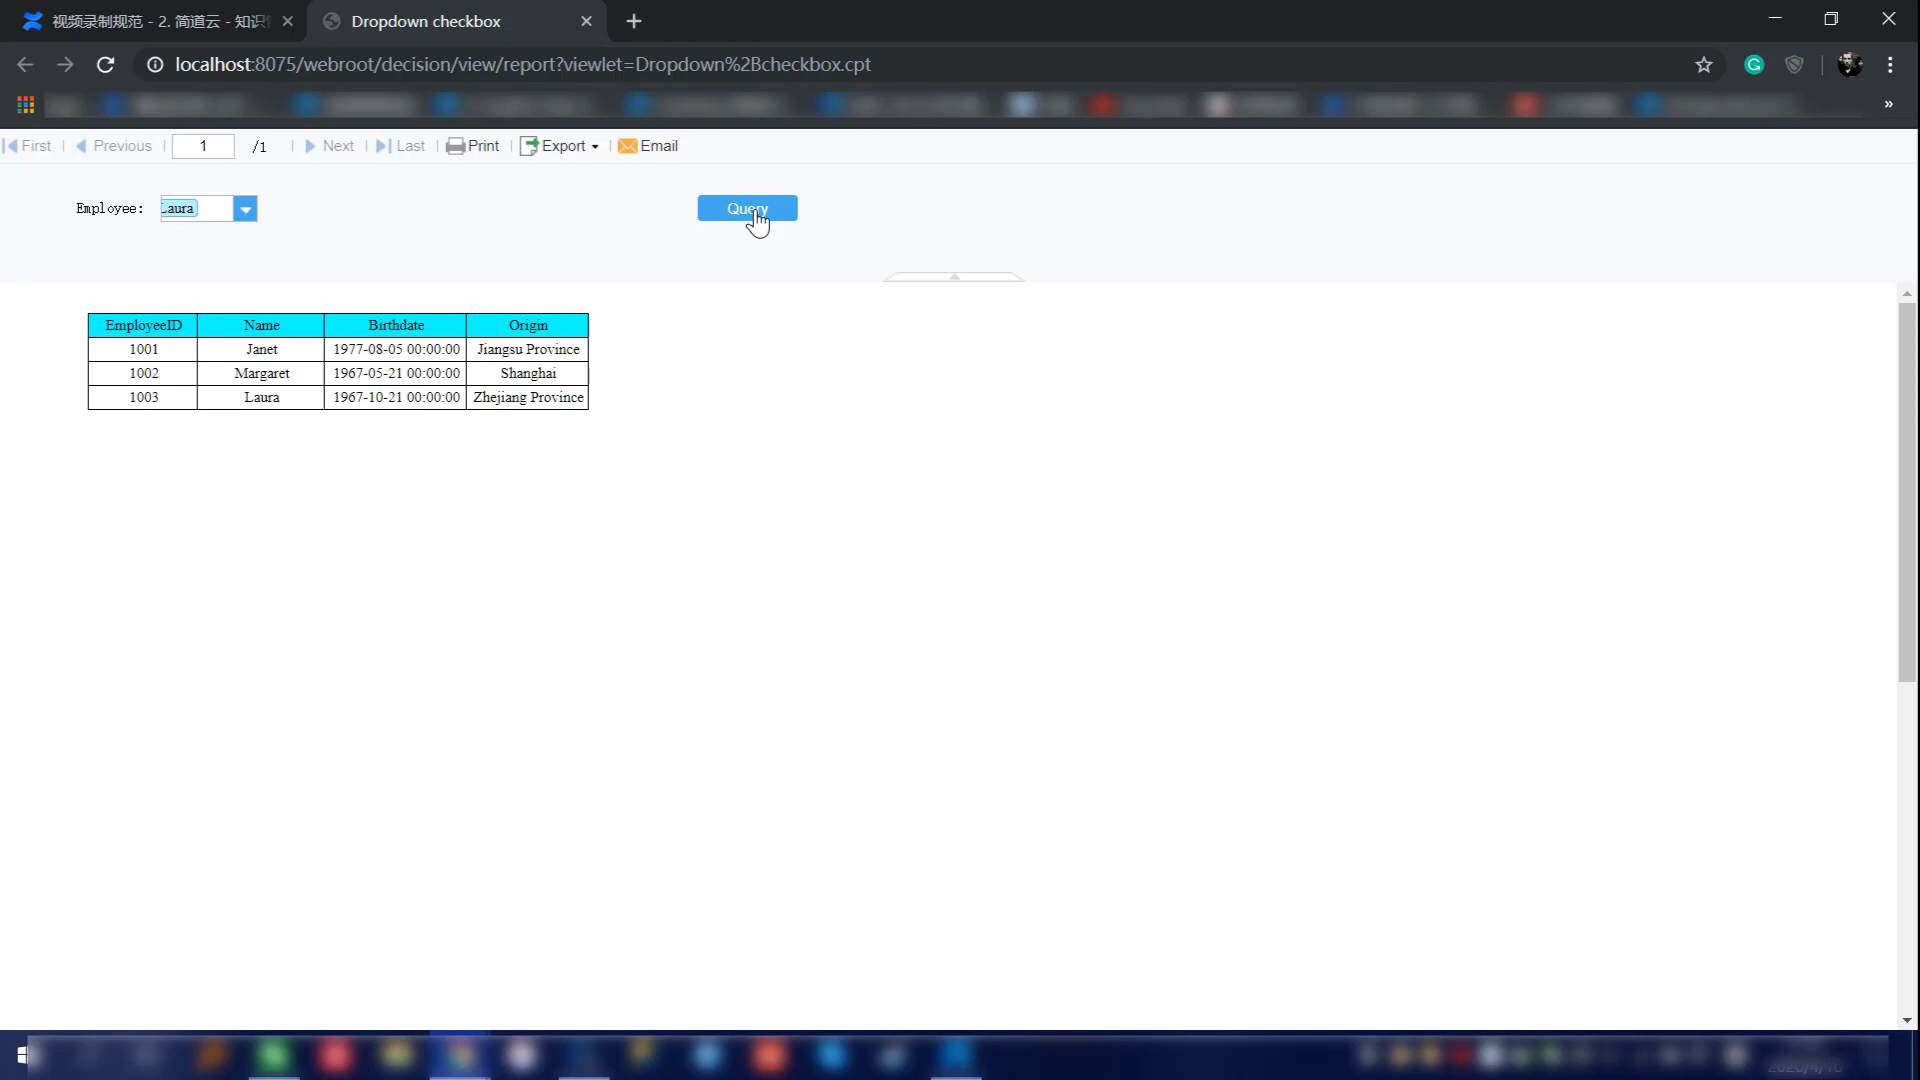 视频录制规范 - 2. 简道云 - 知识
Dropdown checkbox
localhost:8075/webroot/decision/view/report?viewlet=Dropdown%2Bcheckbox.cpt
First Previous 1 /1 Next Last Print Export Email
Employee: Laura Query
EmployeeID Name Birthdate Origin
1001 Janet 1977-08-05 00:00:00 Jiangsu Province
1002 Margaret 1967-05-21 00:00:00 Shanghai
1003 Laura 1967-10-21 00:00:00 Zhejiang Province